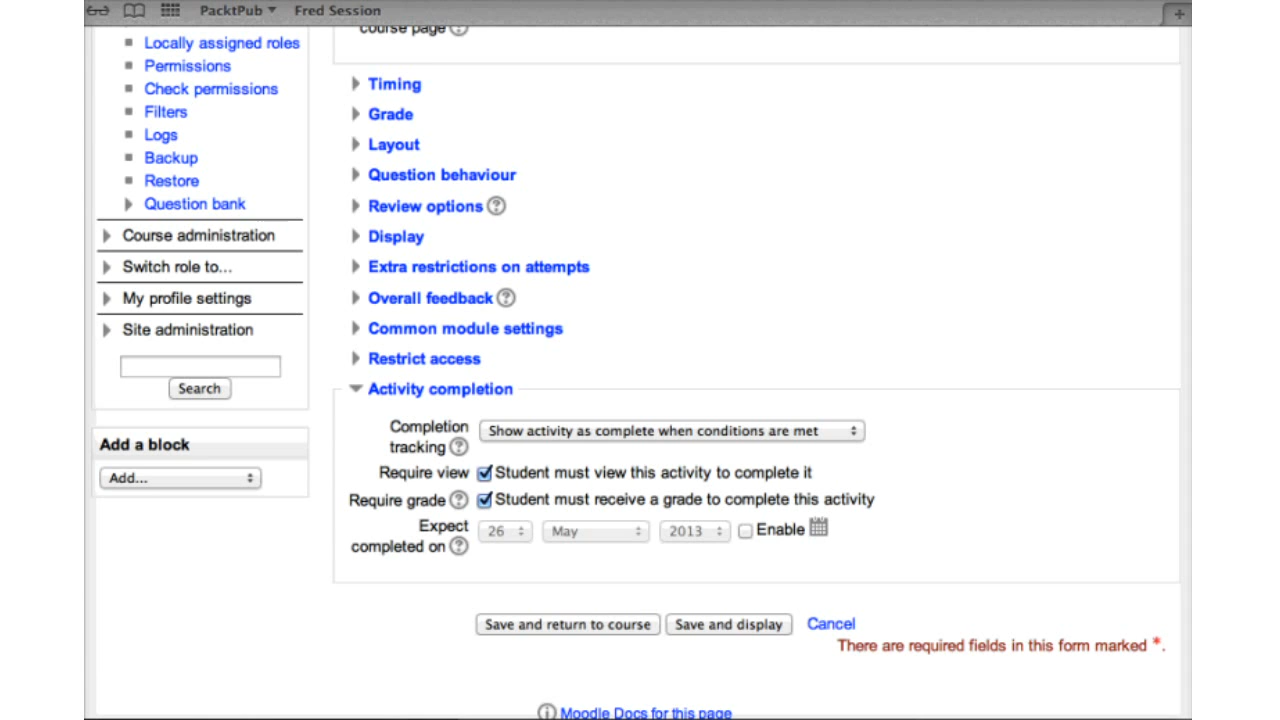 PacktPub Fred Session
+
course page
Locally assigned roles
Permissions
Check permissions
Filters
Logs
Backup
Restore
Question bank
Course administration
Switch role to...
My profile settings
Site administration
Search
Add a block
Add...
Timing
Grade
Layout
Question behaviour
Review options ?
Display
Extra restrictions on attempts
Overall feedback ?
Common module settings
Restrict access
Activity completion
Completion tracking ? Show activity as complete when conditions are met
Require view Student must view this activity to complete it
Require grade ? Student must receive a grade to complete this activity
Expect completed on ? 26 May 2013 Enable
Save and return to course Save and display Cancel
There are required fields in this form marked *.
Moodle Docs for this page